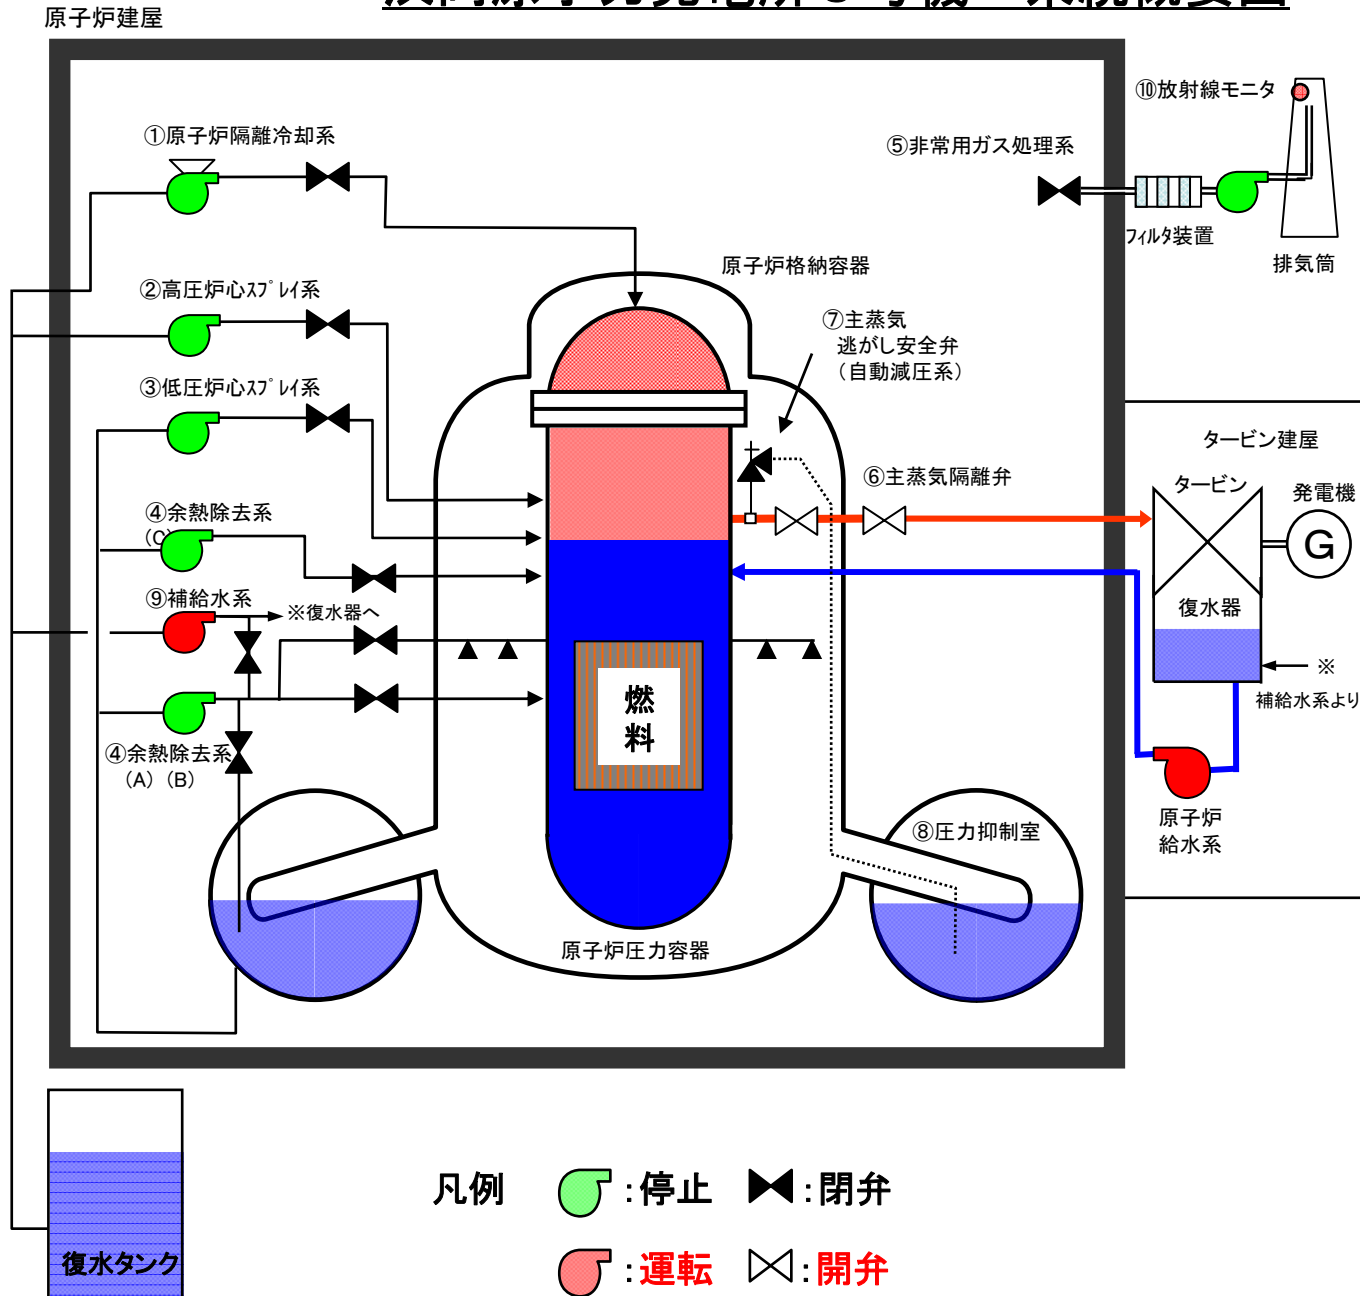 原子炉建屋
①原子炉隔離冷却系
②高圧炉心スプレイ系
③低圧炉心スプレイ系
④余熱除去系
(C)
⑨補給水系
※復水器へ
④余熱除去系
(A) (B)
原子炉格納容器
⑦主蒸気
逃がし安全弁
(自動減圧系)
⑤非常用ガス処理系
⑩放射線モニタ
フィルタ装置
排気筒
⑥主蒸気隔離弁
タービン建屋
タービン
発電機
G
復水器
※
補給水系より
原子炉
給水系
燃
料
⑧圧力抑制室
原子炉圧力容器
復水タンク
凡例
:停止
:閉弁
:運転
:開弁